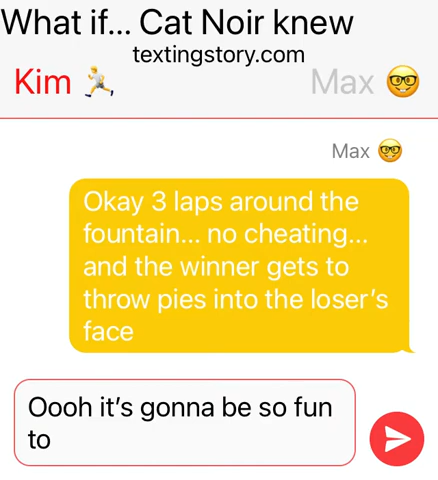 What if... Cat Noir knew
textingstory.com
Kim 🏃 Max 🤓
Max 🤓
Okay 3 laps around the
fountain... no cheating...
and the winner gets to
throw pies into the loser's
face
Oooh it's gonna be so fun
to